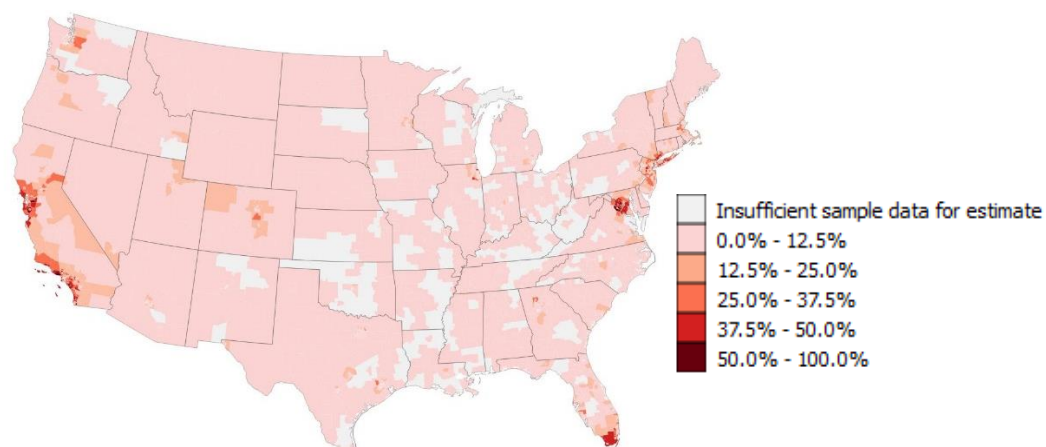 Insufficient sample data for estimate
0.0% - 12.5%
12.5% - 25.0%
25.0% - 37.5%
37.5% - 50.0%
50.0% - 100.0%